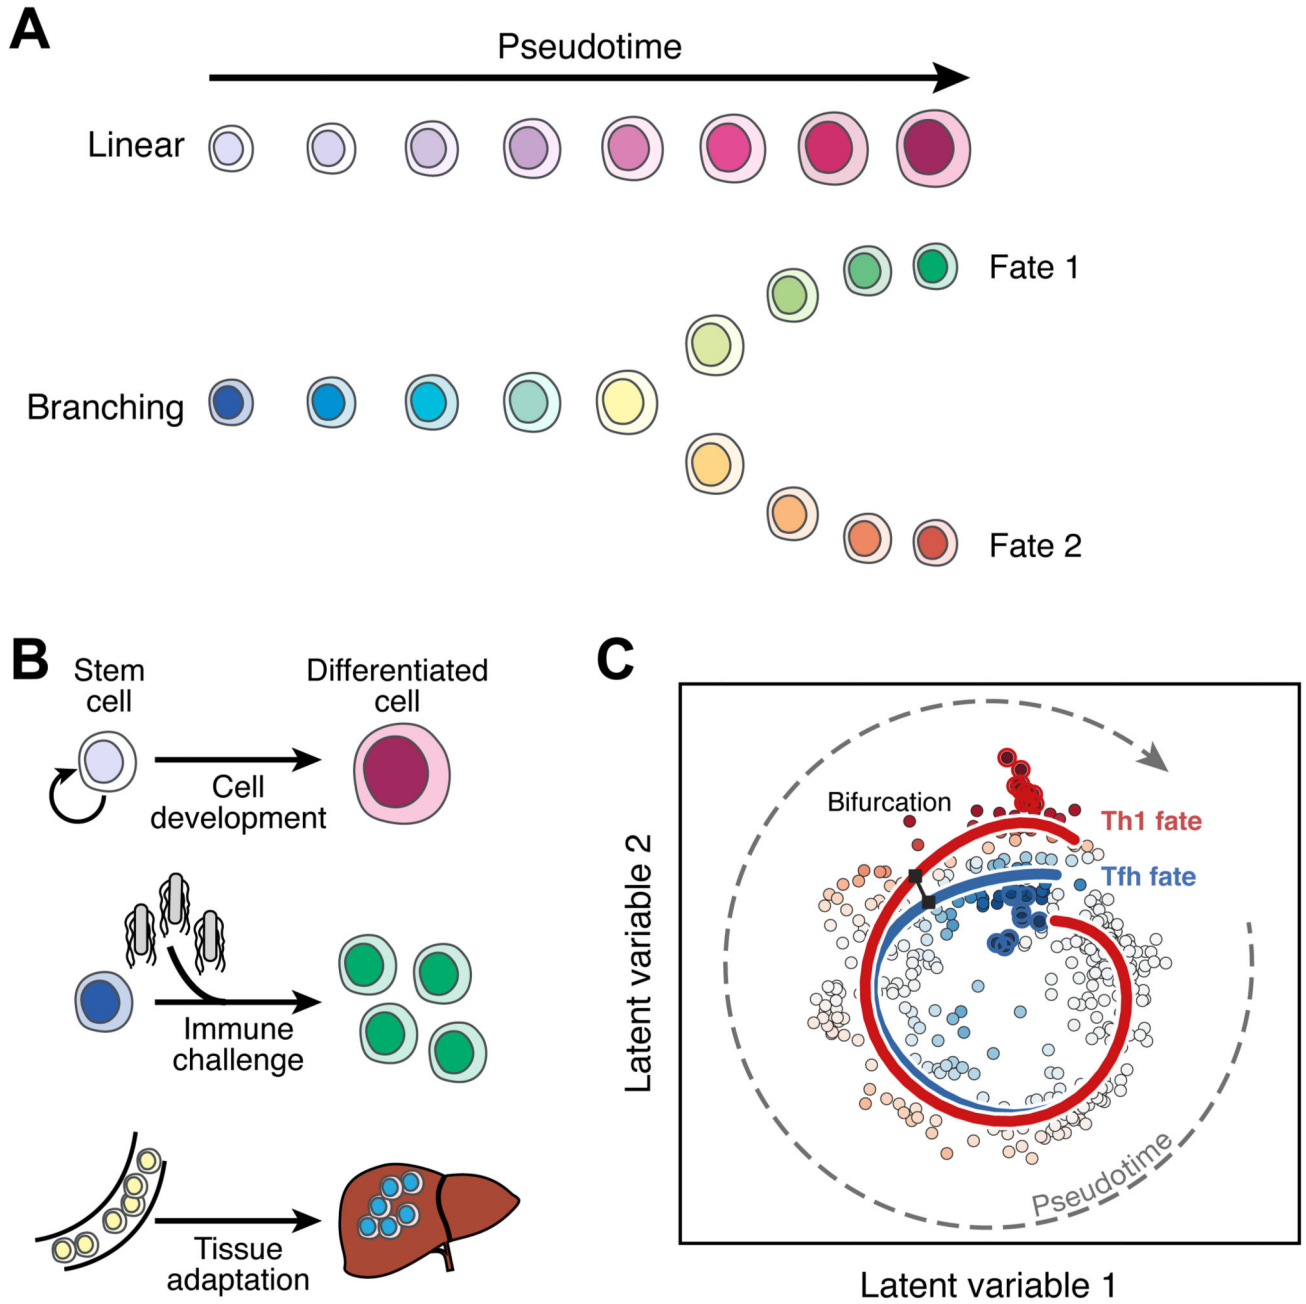 A
Pseudotime
Linear
Fate 1
Branching
Fate 2
B
Stem
cell
Differentiated
cell
Cell
development
Immune
challenge
Tissue
adaptation
C
Bifurcation
Th1 fate
Tfh fate
Pseudotime
Latent variable 2
Latent variable 1